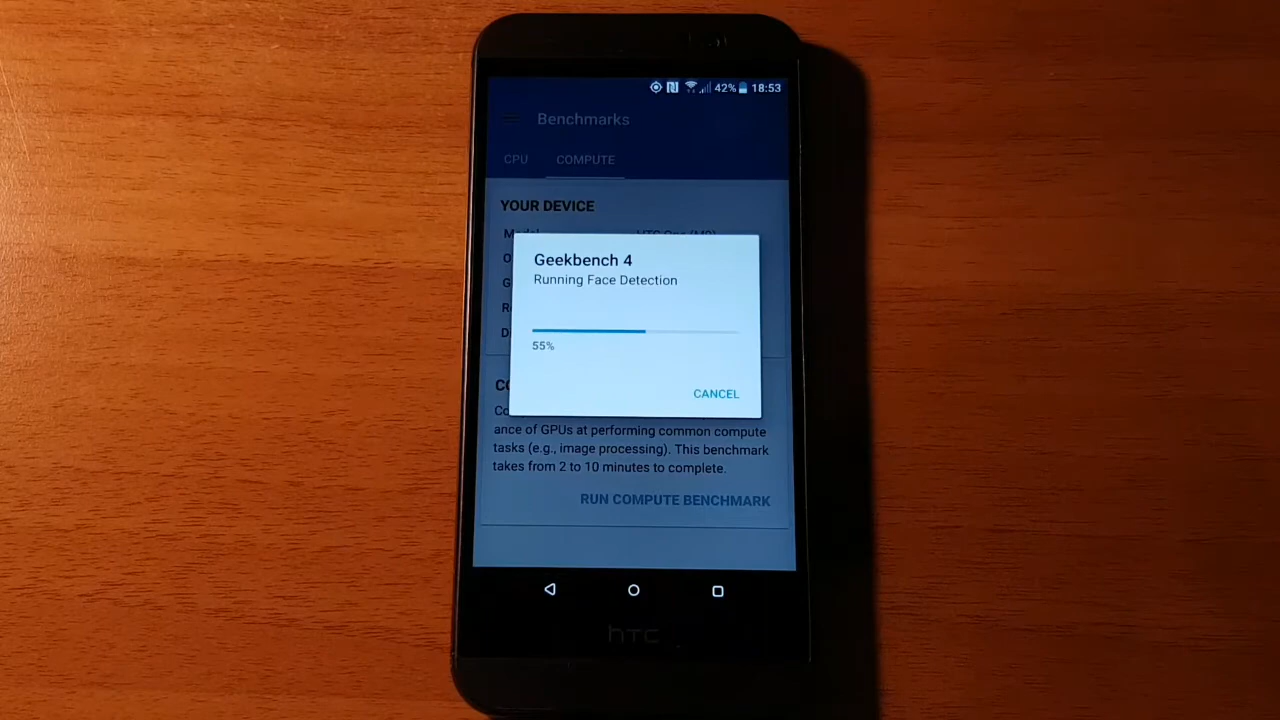 42% 18:53
Benchmarks
CPU COMPUTE
YOUR DEVICE
Geekbench 4
Running Face Detection
55%
CANCEL
ance of GPUs at performing common compute
tasks (e.g., image processing). This benchmark
takes from 2 to 10 minutes to complete.
RUN COMPUTE BENCHMARK
hTC